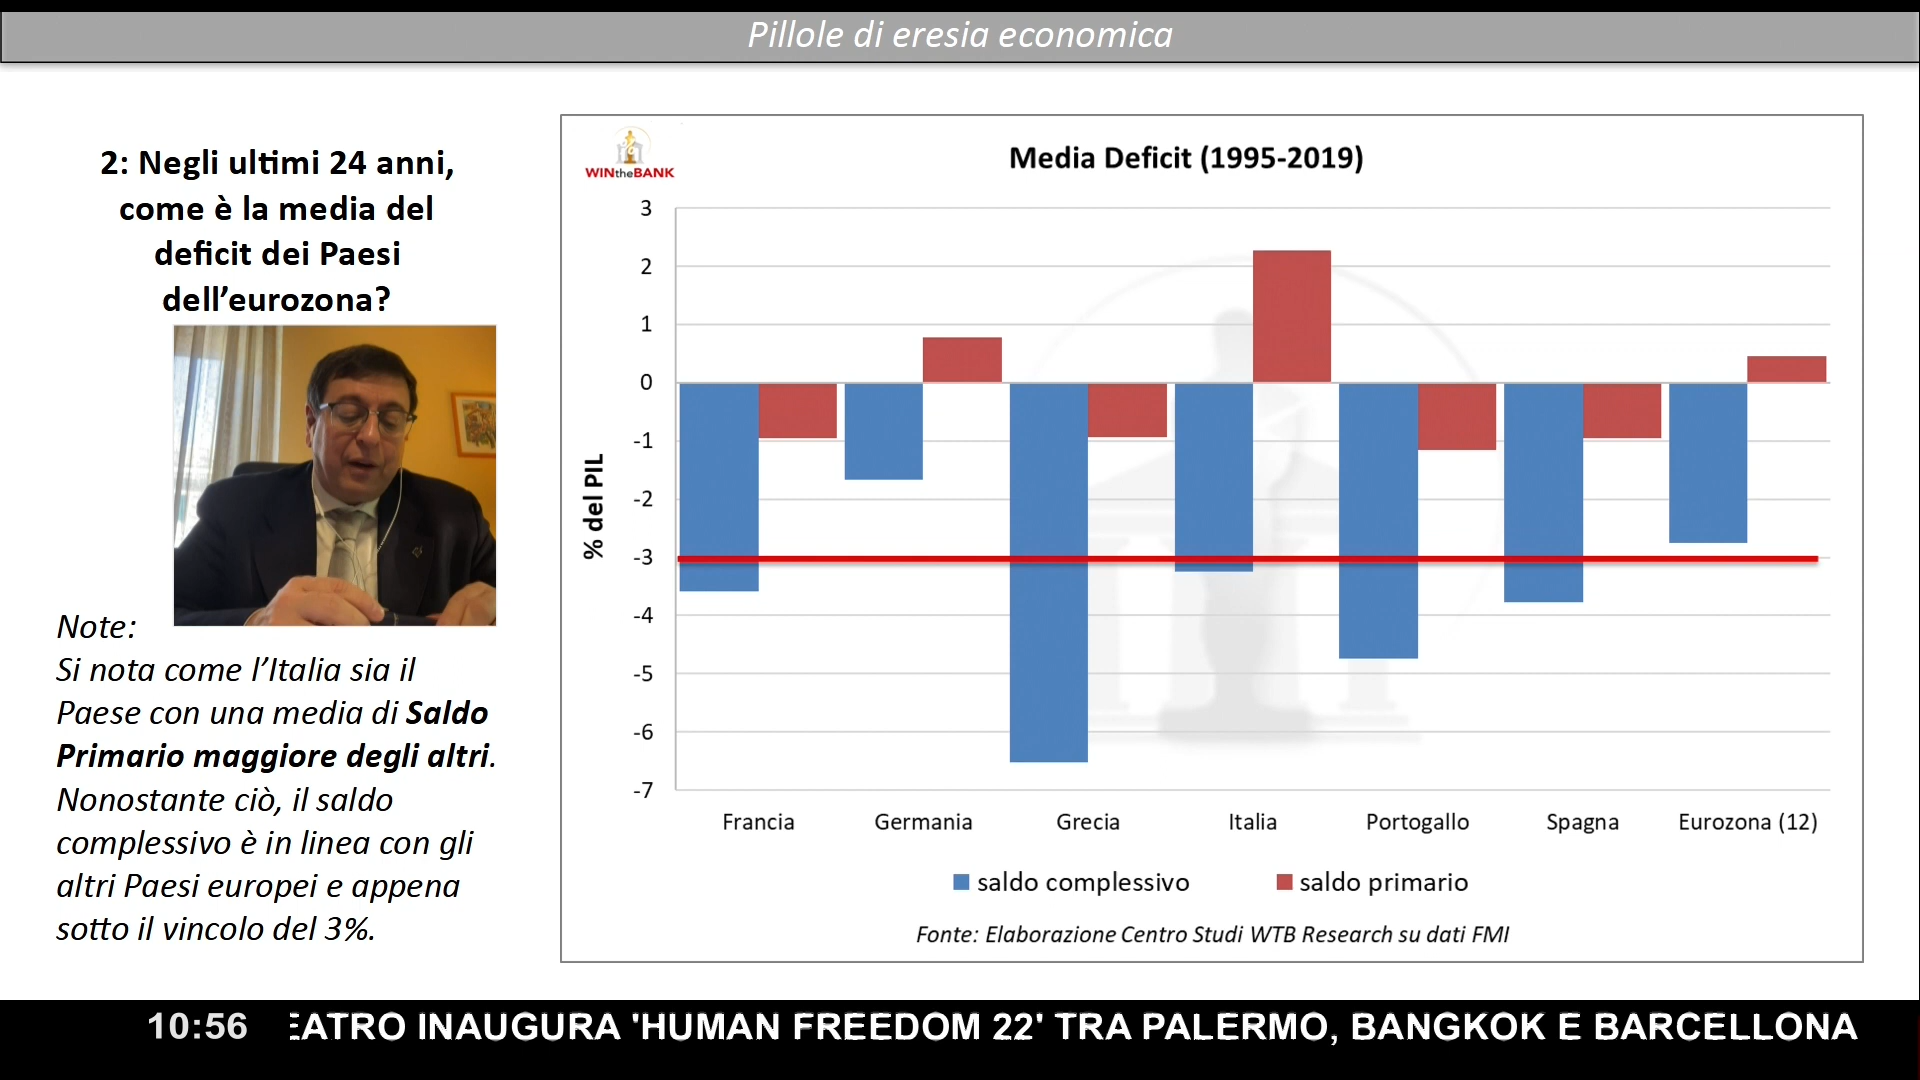 Pillole di eresia economica
2: Negli ultimi 24 anni,
come è la media del
deficit dei Paesi
dell’eurozona?
Note:
Si nota come l’Italia sia il
Paese con una media di Saldo
Primario maggiore degli altri.
Nonostante ciò, il saldo
complessivo è in linea con gli
altri Paesi europei e appena
sotto il vincolo del 3%.
WINtheBANK
Media Deficit (1995-2019)
% del PIL
3
2
1
0
-1
-2
-3
-4
-5
-6
-7
Francia Germania Grecia Italia Portogallo Spagna Eurozona (12)
saldo complessivo saldo primario
Fonte: Elaborazione Centro Studi WTB Research su dati FMI
10:56 EATRO INAUGURA 'HUMAN FREEDOM 22' TRA PALERMO, BANGKOK E BARCELLONA